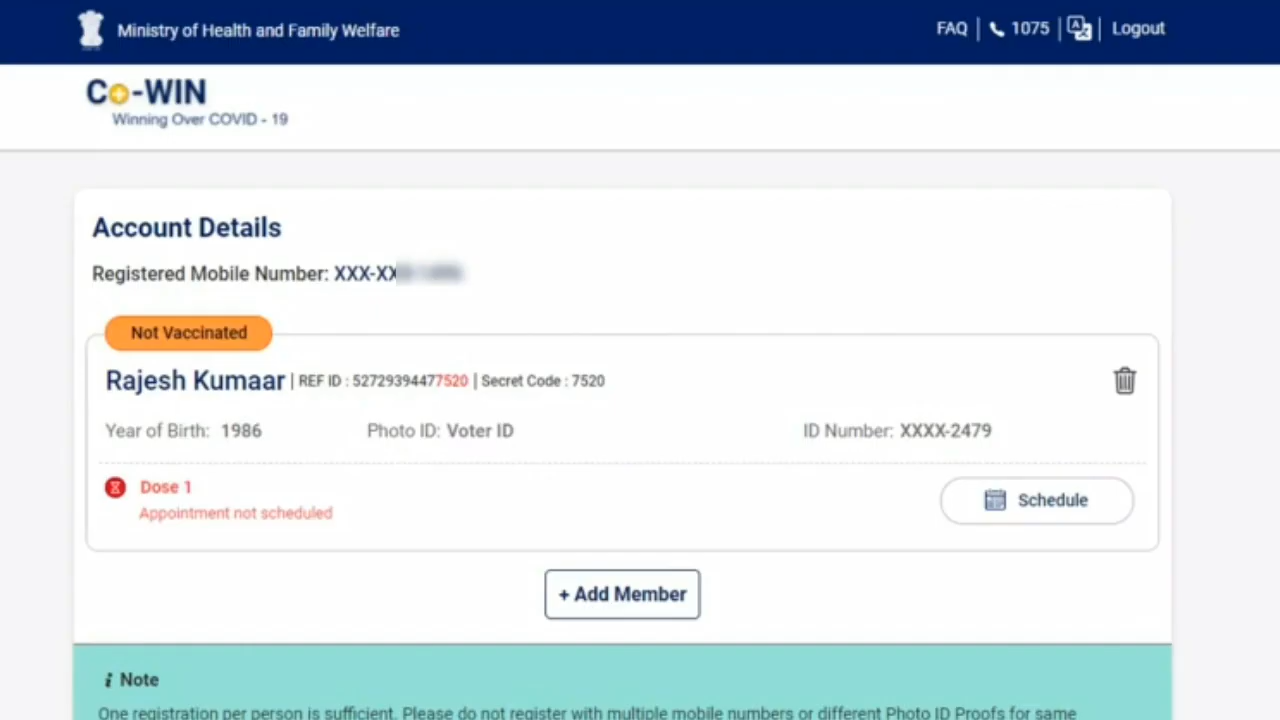 Ministry of Health and Family Welfare
FAQ 1075 Logout
Co-WIN
Winning Over COVID - 19
Account Details
Registered Mobile Number: XXX-XX
Not Vaccinated
Rajesh Kumaar | REF ID : 52729394477520 | Secret Code : 7520
Year of Birth: 1986 Photo ID: Voter ID ID Number: XXXX-2479
Dose 1
Appointment not scheduled
Schedule
+ Add Member
i Note
One registration per person is sufficient. Please do not register with multiple mobile numbers or different Photo ID Proofs for same